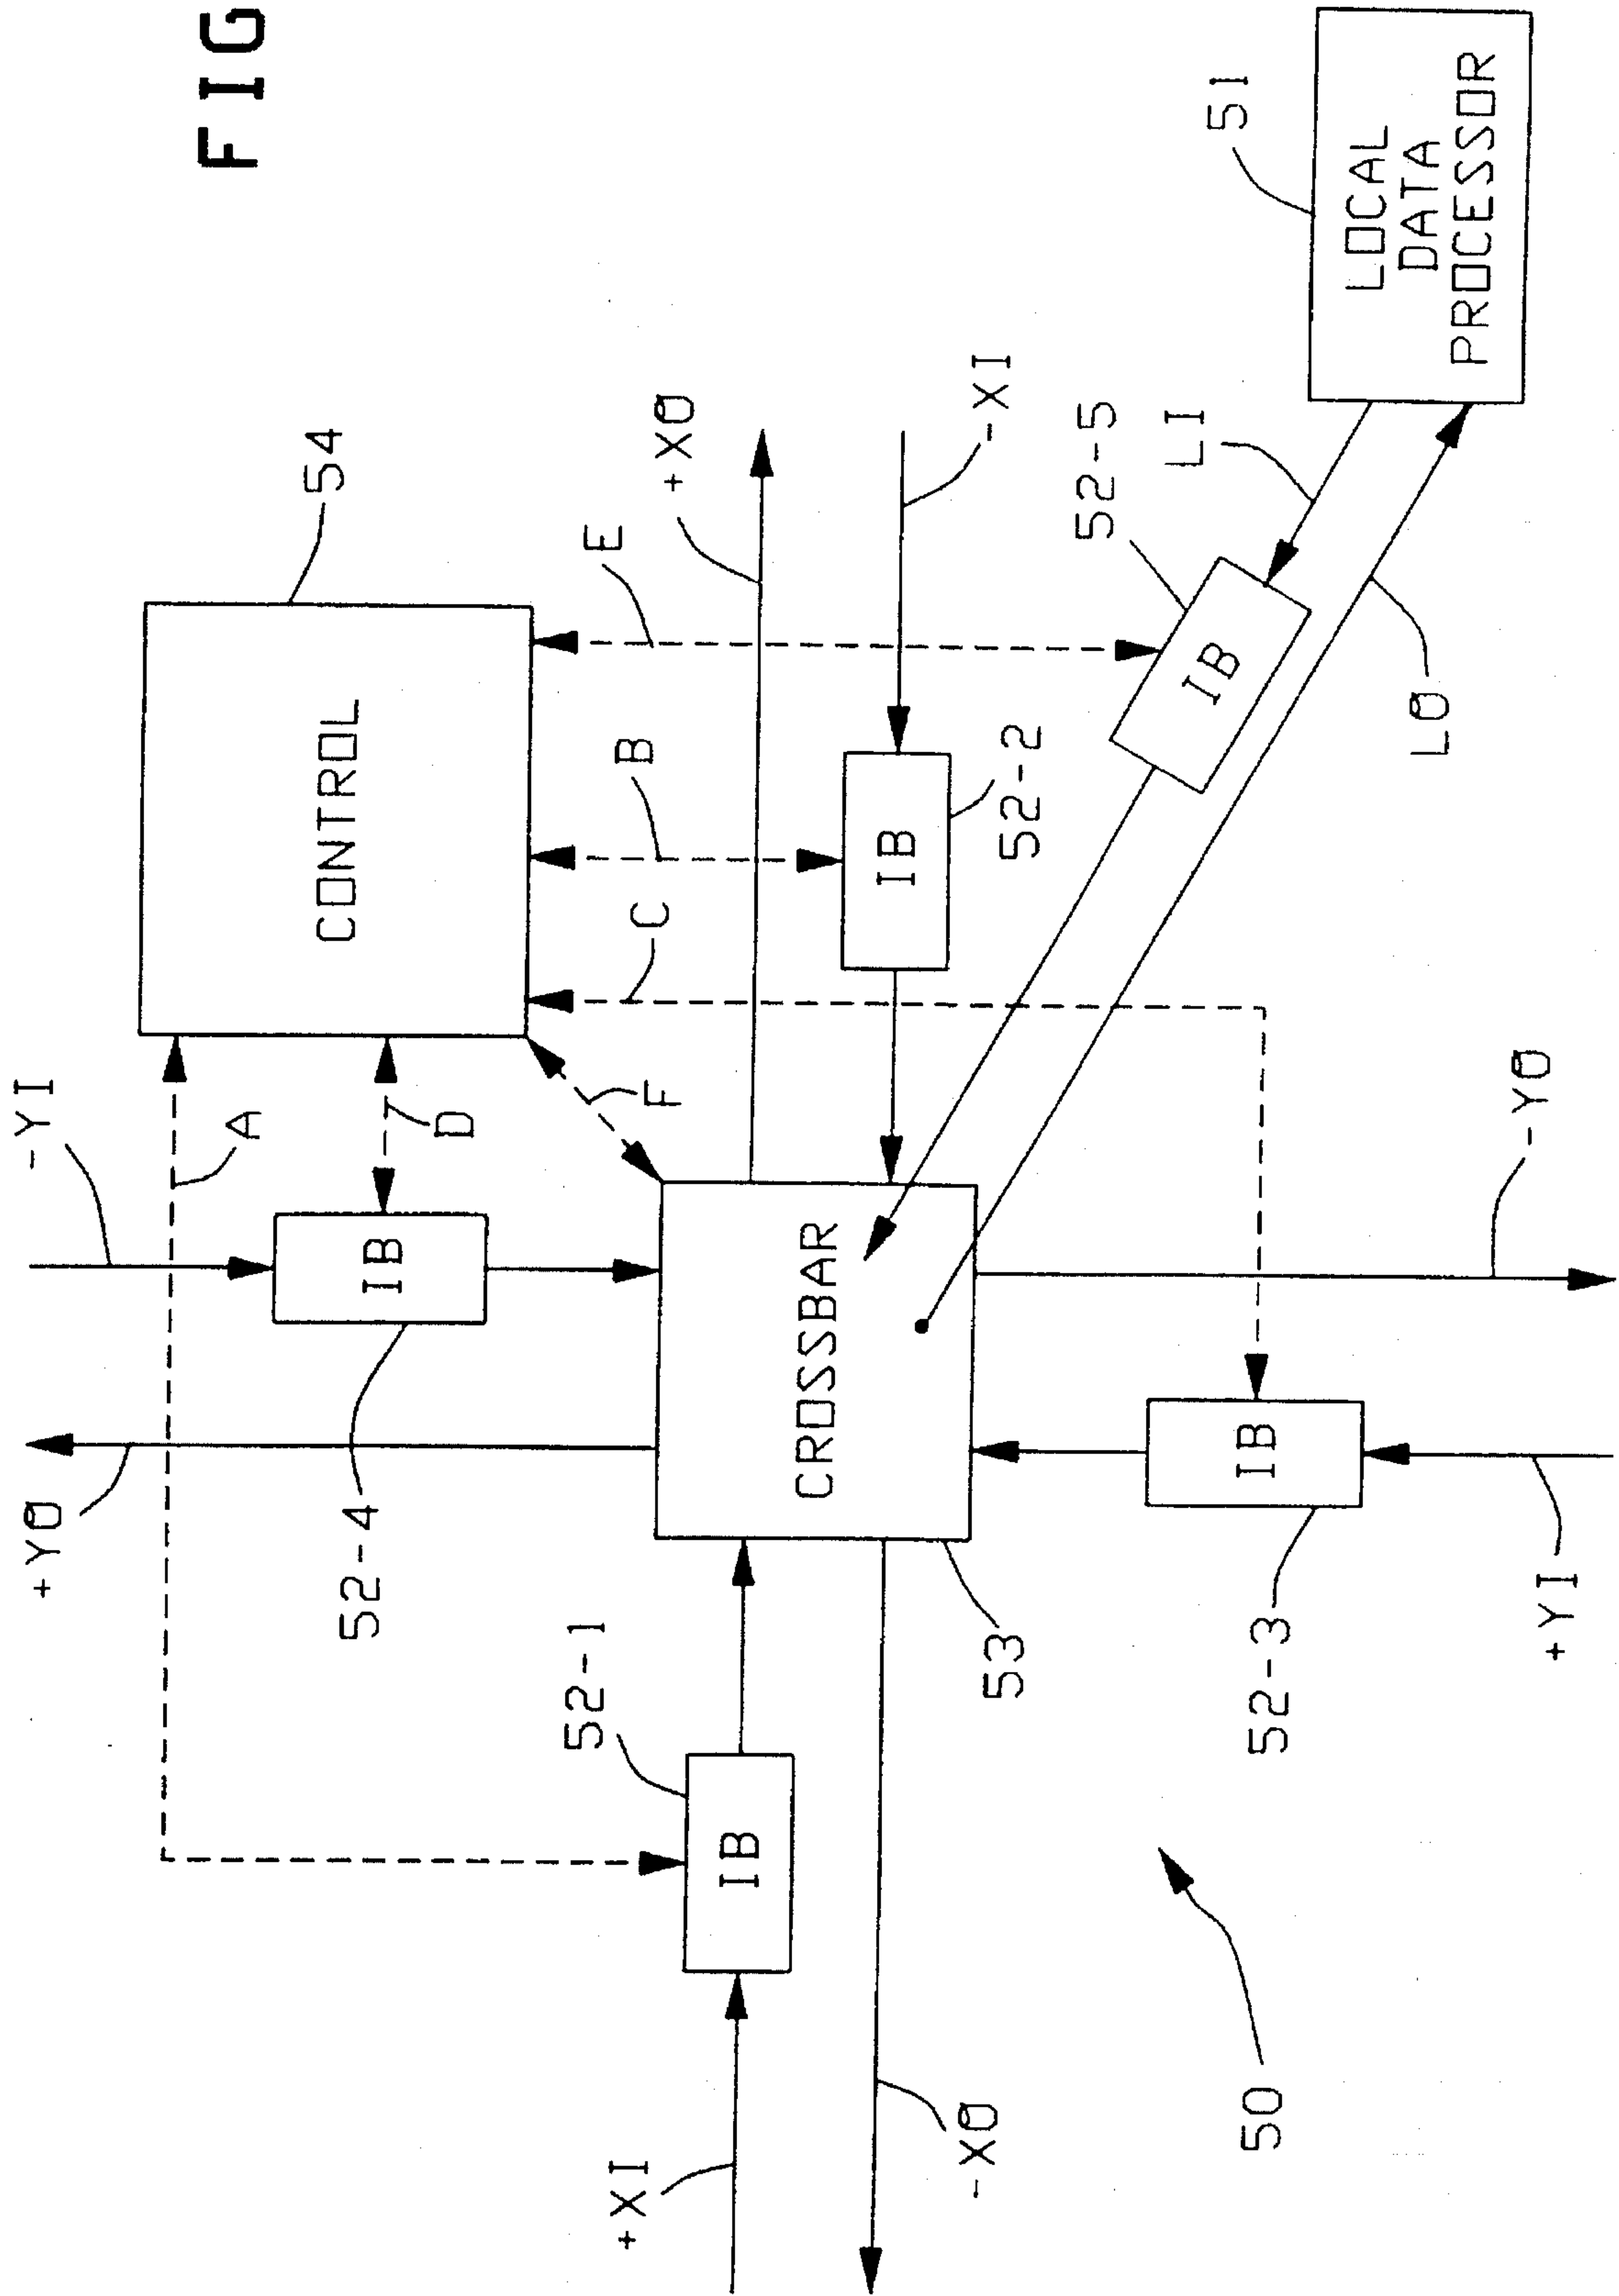 FIG
-YI
+YO
A
D
52-4
CONTROL
54
F
C
B
E
+XO
+XI
52-1
IB
IB
CROSSBAR
53
-XO
IB
52-2
-XI
52-5
IB
LI
LO
51
LOCAL
DATA
PROCESSOR
IB
52-3
+YI
-YO
50